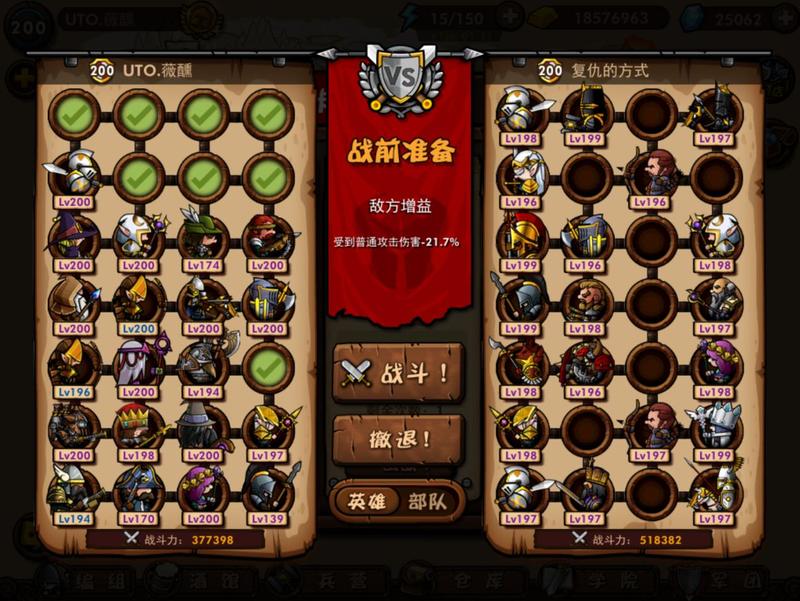 200 UTO.薇醺 15/150 18576963 25062
200 UTO.薇醺
VS
200 复仇的方式
战前准备
敌方增益
受到普通攻击伤害-21.7%
战斗！
撤退！
英雄 部队
Lv200
Lv200 Lv200 Lv174 Lv200
Lv200 Lv200 Lv200 Lv200
Lv196 Lv200 Lv194
Lv200 Lv198 Lv200 Lv197
Lv194 Lv170 Lv200 Lv139
战斗力： 377398
Lv198 Lv199 Lv197
Lv196 Lv196
Lv199 Lv196 Lv198
Lv199 Lv198 Lv197
Lv198 Lv196 Lv198
Lv198 Lv197 Lv199
Lv197 Lv197 Lv197
战斗力： 518382
编组 酒馆 兵营 仓库 学院 军团